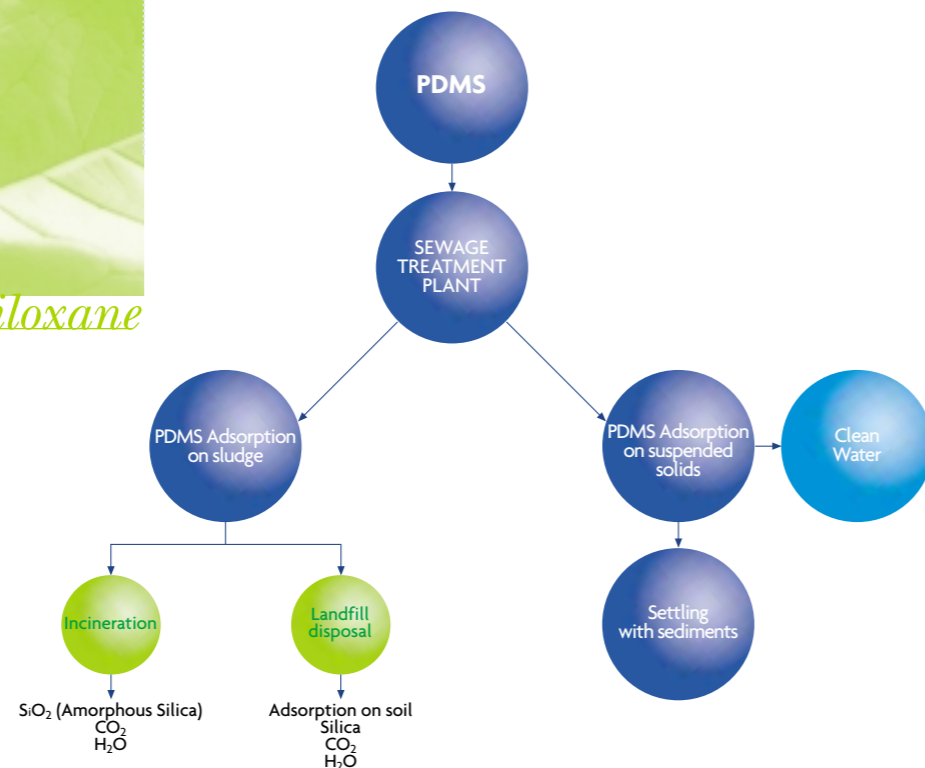 PDMS
SEWAGE
TREATMENT
PLANT
iloxane
PDMS Adsorption
on sludge
PDMS Adsorption
on suspended
solids
Clean
Water
Incineration
Landfill
disposal
Settling
with sediments
SiO₂ (Amorphous Silica)
CO₂
H₂O
Adsorption on soil
Silica
CO₂
H₂O